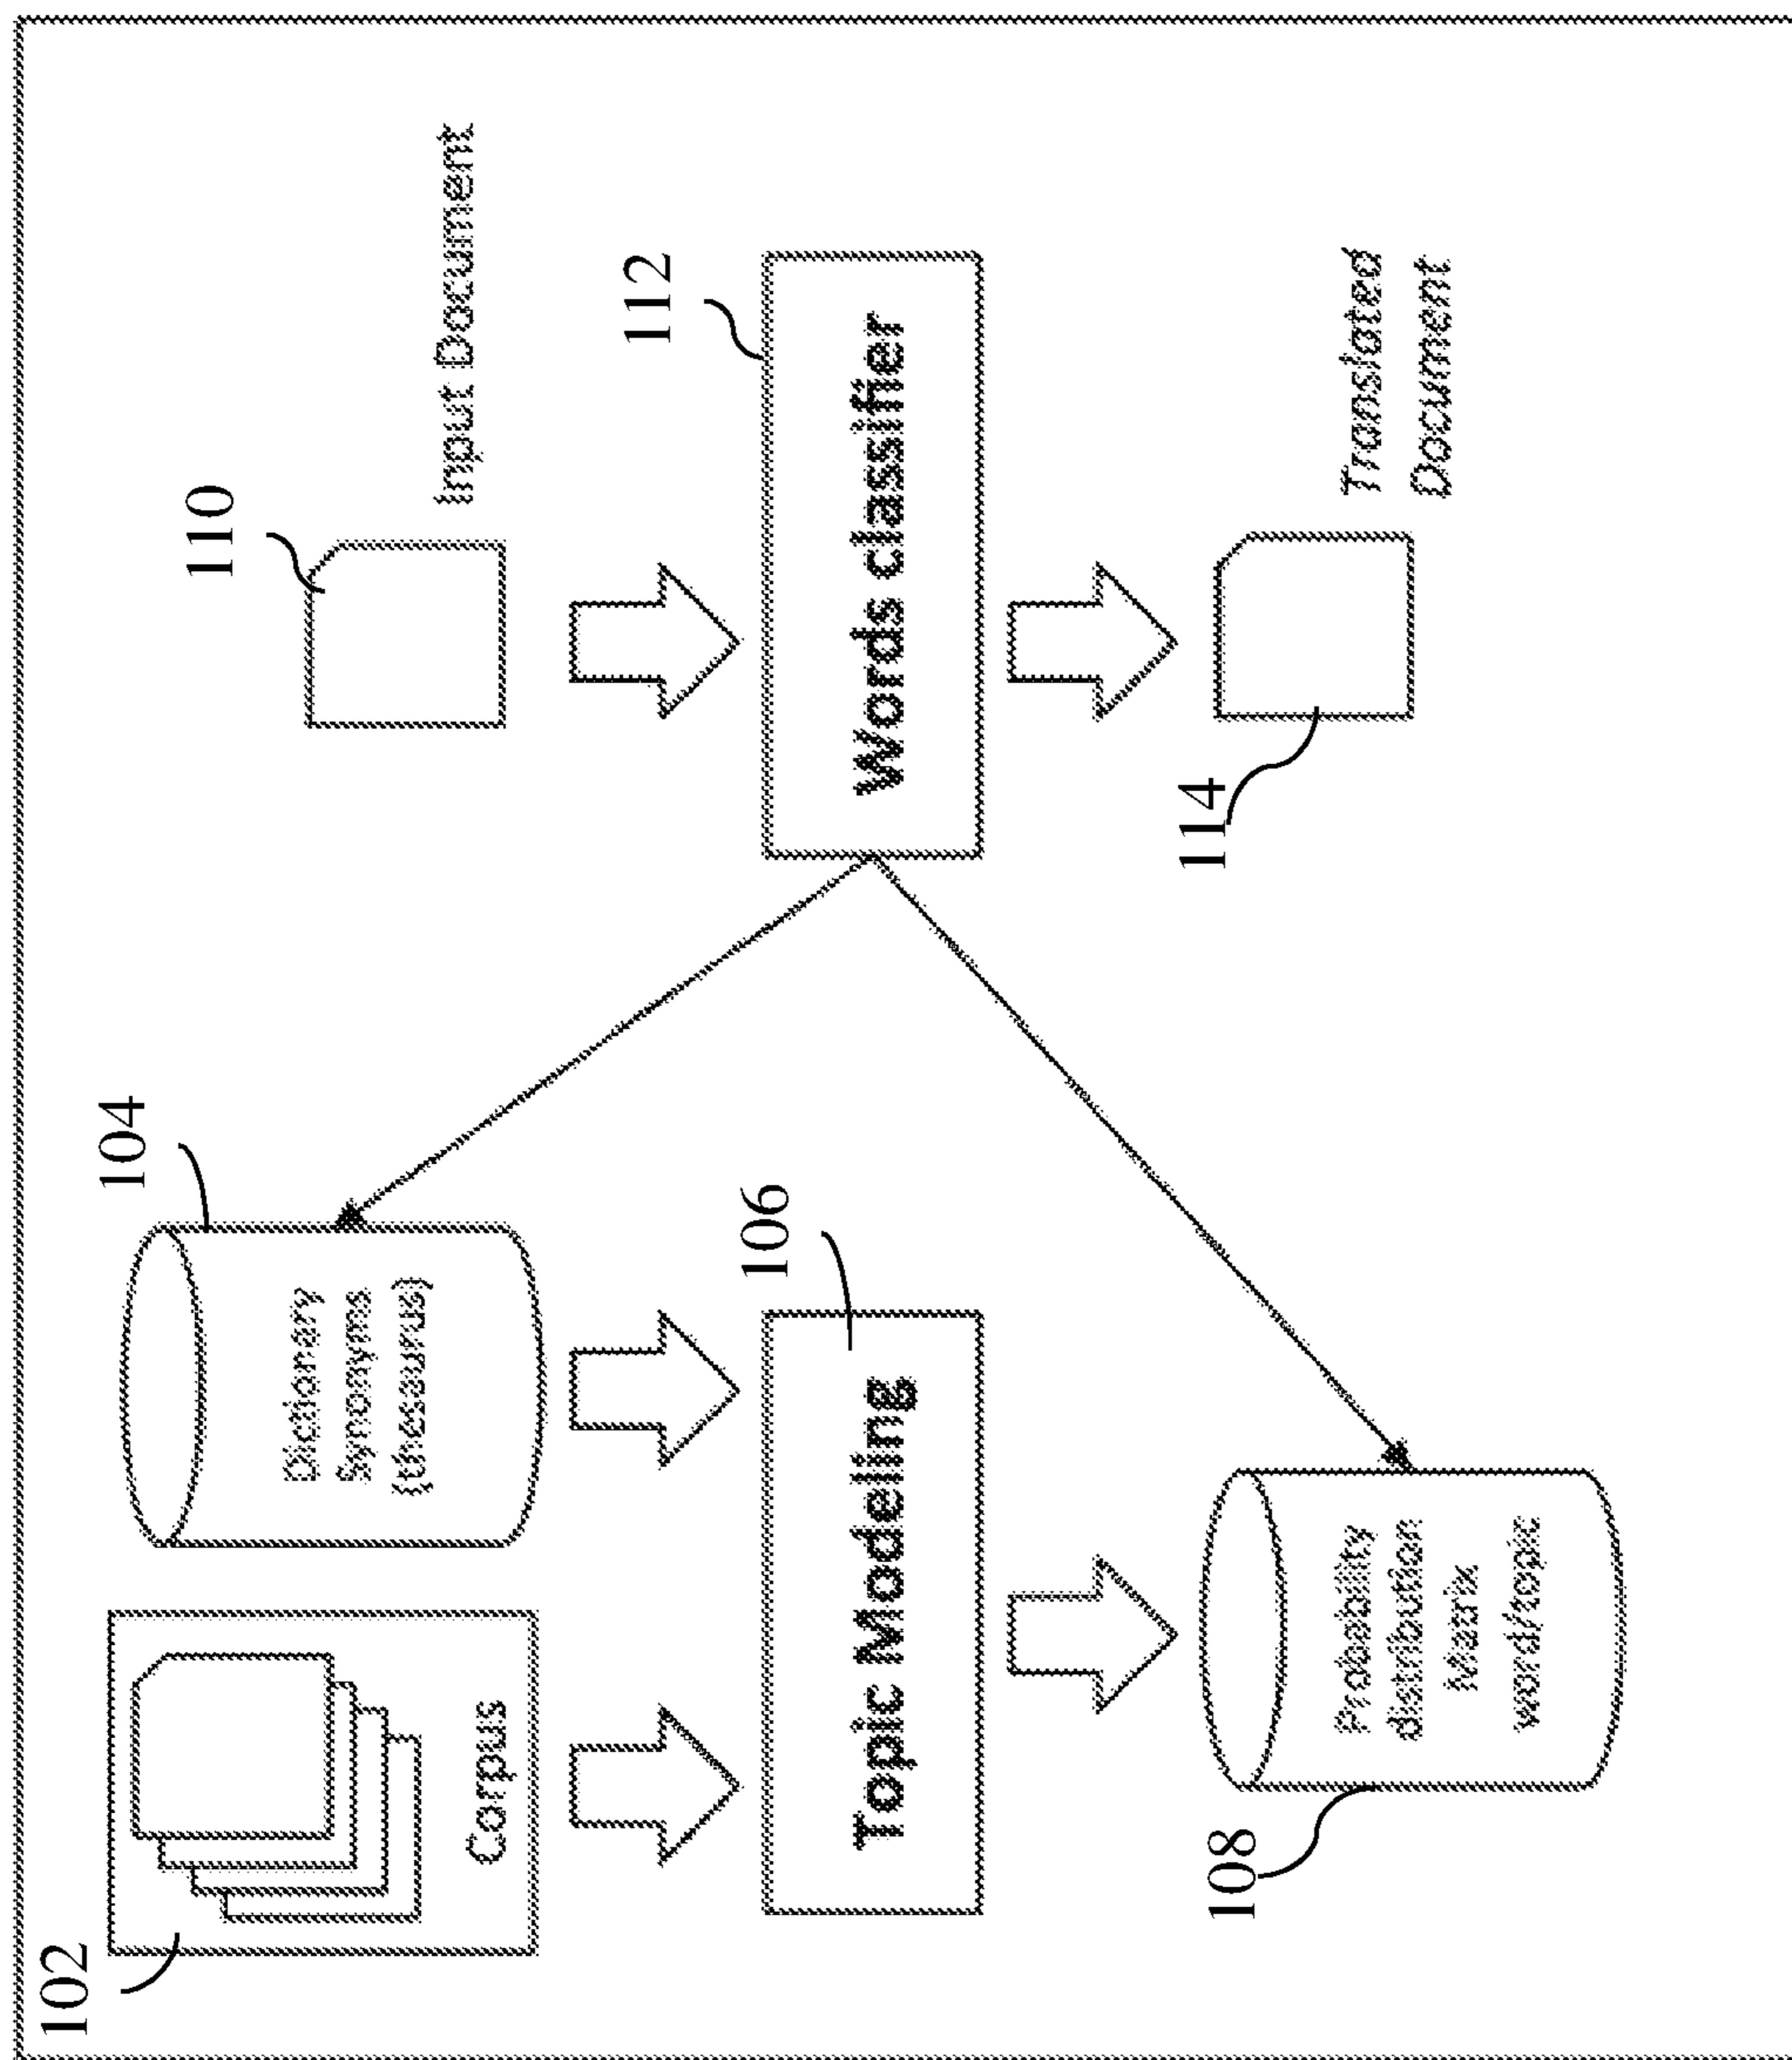 102
Corpus
104
Dictionary
Synonyms
(thesaurus)
110
Input Document
106
Topic Modeling
112
Words classifier
108
Probability
distribution
Matrix
word/topic
114
Translated
Document